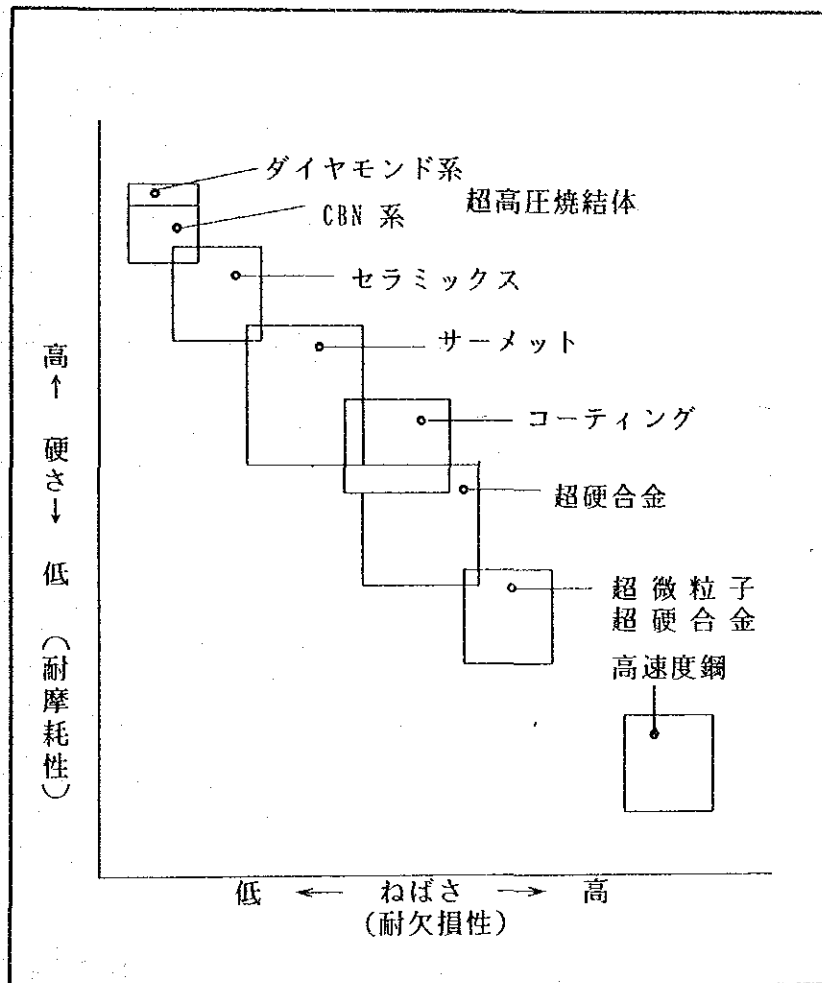 ダイヤモンド系
超高圧焼結体
CBN 系
セラミックス
サーメット
コーティング
超硬合金
超微粒子
超硬合金
高速度鋼
高← 硬さ→ 低 (耐摩耗性)
低 ← ねばさ → 高
(耐欠損性)